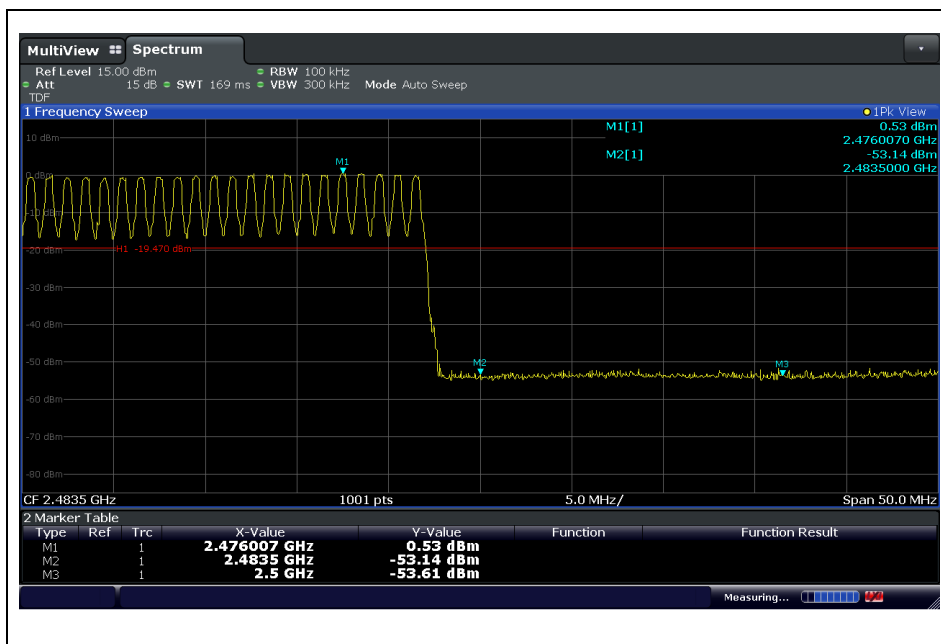 MultiView Spectrum
Ref Level 15.00 dBm RBW 100 kHz
Att 15 dB SWT 169 ms VBW 300 kHz Mode Auto Sweep
TDF
1 Frequency Sweep 1Pk View
M1[1] 0.53 dBm
2.4760070 GHz
M2[1] -53.14 dBm
2.4835000 GHz
10 dBm
M1
0 dBm
-10 dBm
-20 dBm
H1 -19.470 dBm
-30 dBm
-40 dBm
-50 dBm
M2 M3
-60 dBm
-70 dBm
-80 dBm
CF 2.4835 GHz 1001 pts 5.0 MHz/ Span 50.0 MHz
2 Marker Table
Type Ref Trc X-Value Y-Value Function Function Result
M1 1 2.476007 GHz 0.53 dBm
M2 1 2.4835 GHz -53.14 dBm
M3 1 2.5 GHz -53.61 dBm
Measuring...